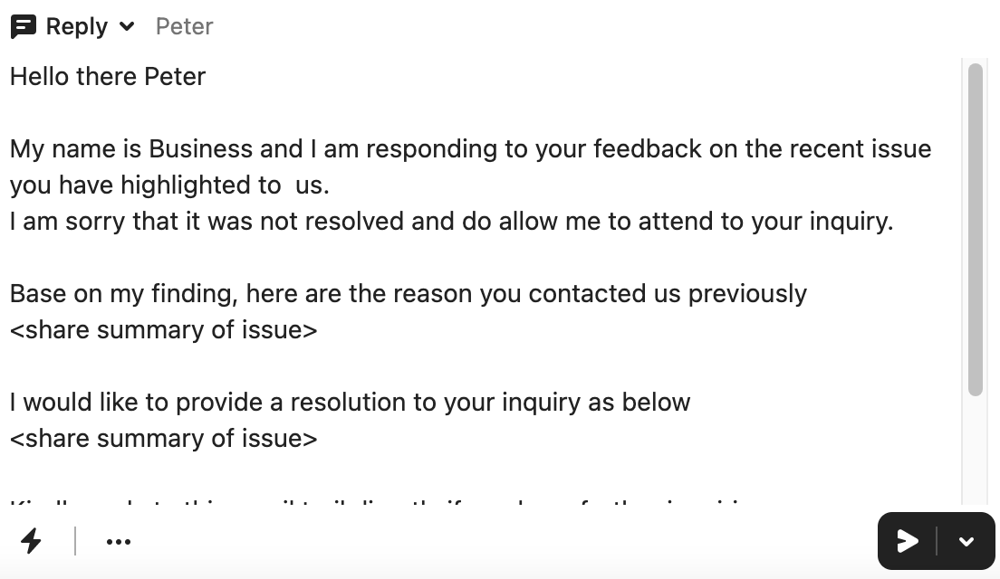 Reply Peter
Hello there Peter
My name is Business and I am responding to your feedback on the recent issue
you have highlighted to  us.
I am sorry that it was not resolved and do allow me to attend to your inquiry.
Base on my finding, here are the reason you contacted us previously
<share summary of issue>
I would like to provide a resolution to your inquiry as below
<share summary of issue>